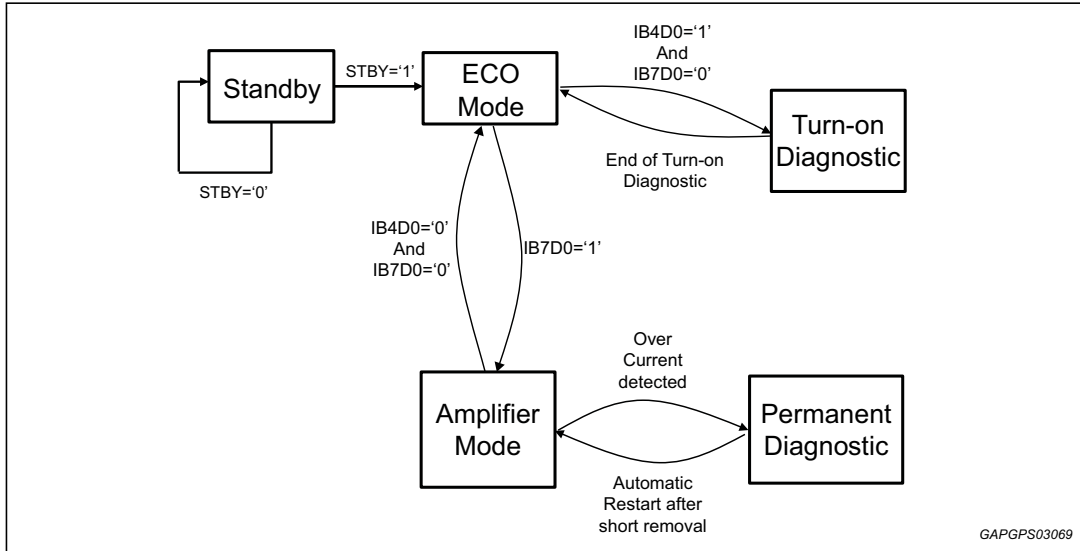 Standby
STBY='1'
ECO
Mode
IB4D0='1'
And
IB7D0='0'
Turn-on
Diagnostic
End of Turn-on
Diagnostic
STBY='0'
IB4D0='0'
And
IB7D0='0'
IB7D0='1'
Amplifier
Mode
Over
Current
detected
Permanent
Diagnostic
Automatic
Restart after
short removal
GAPGPS03069